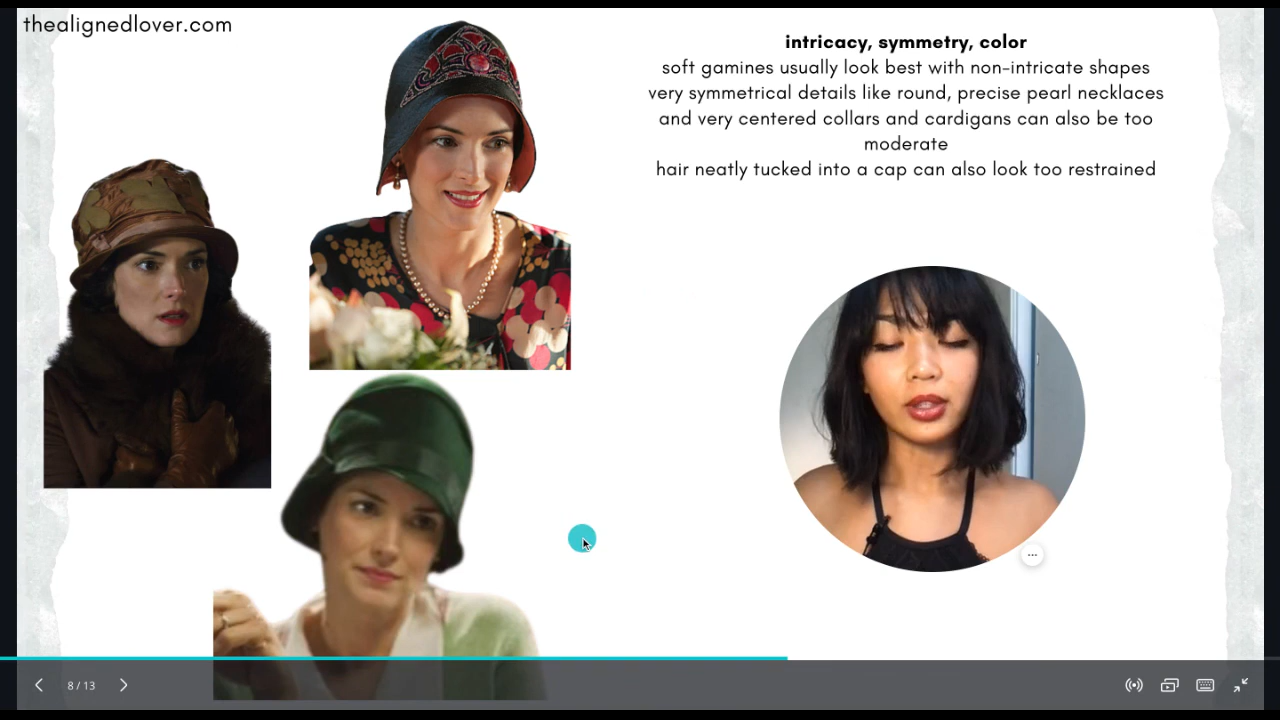 thealignedlover.com
intricacy, symmetry, color
soft gamines usually look best with non-intricate shapes
very symmetrical details like round, precise pearl necklaces
and very centered collars and cardigans can also be too
moderate
hair neatly tucked into a cap can also look too restrained
8 / 13